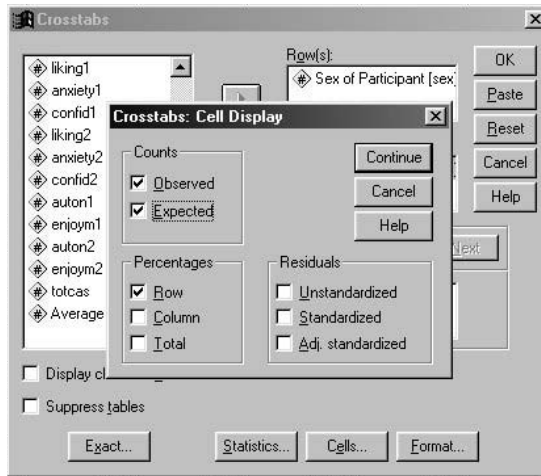 Crosstabs
liking1
anxiety1
confid1
liking2
anxiety2
confid2
auton1
enjoym1
auton2
enjoym2
totcas
Average
Row(s):
Sex of Participant [sex
OK
Paste
Reset
Cancel
Help
Next
Crosstabs: Cell Display
Counts
Observed
Expected
Continue
Cancel
Help
Percentages
Row
Column
Total
Residuals
Unstandardized
Standardized
Adj. standardized
Display cl
Suppress tables
Exact...
Statistics...
Cells...
Format...